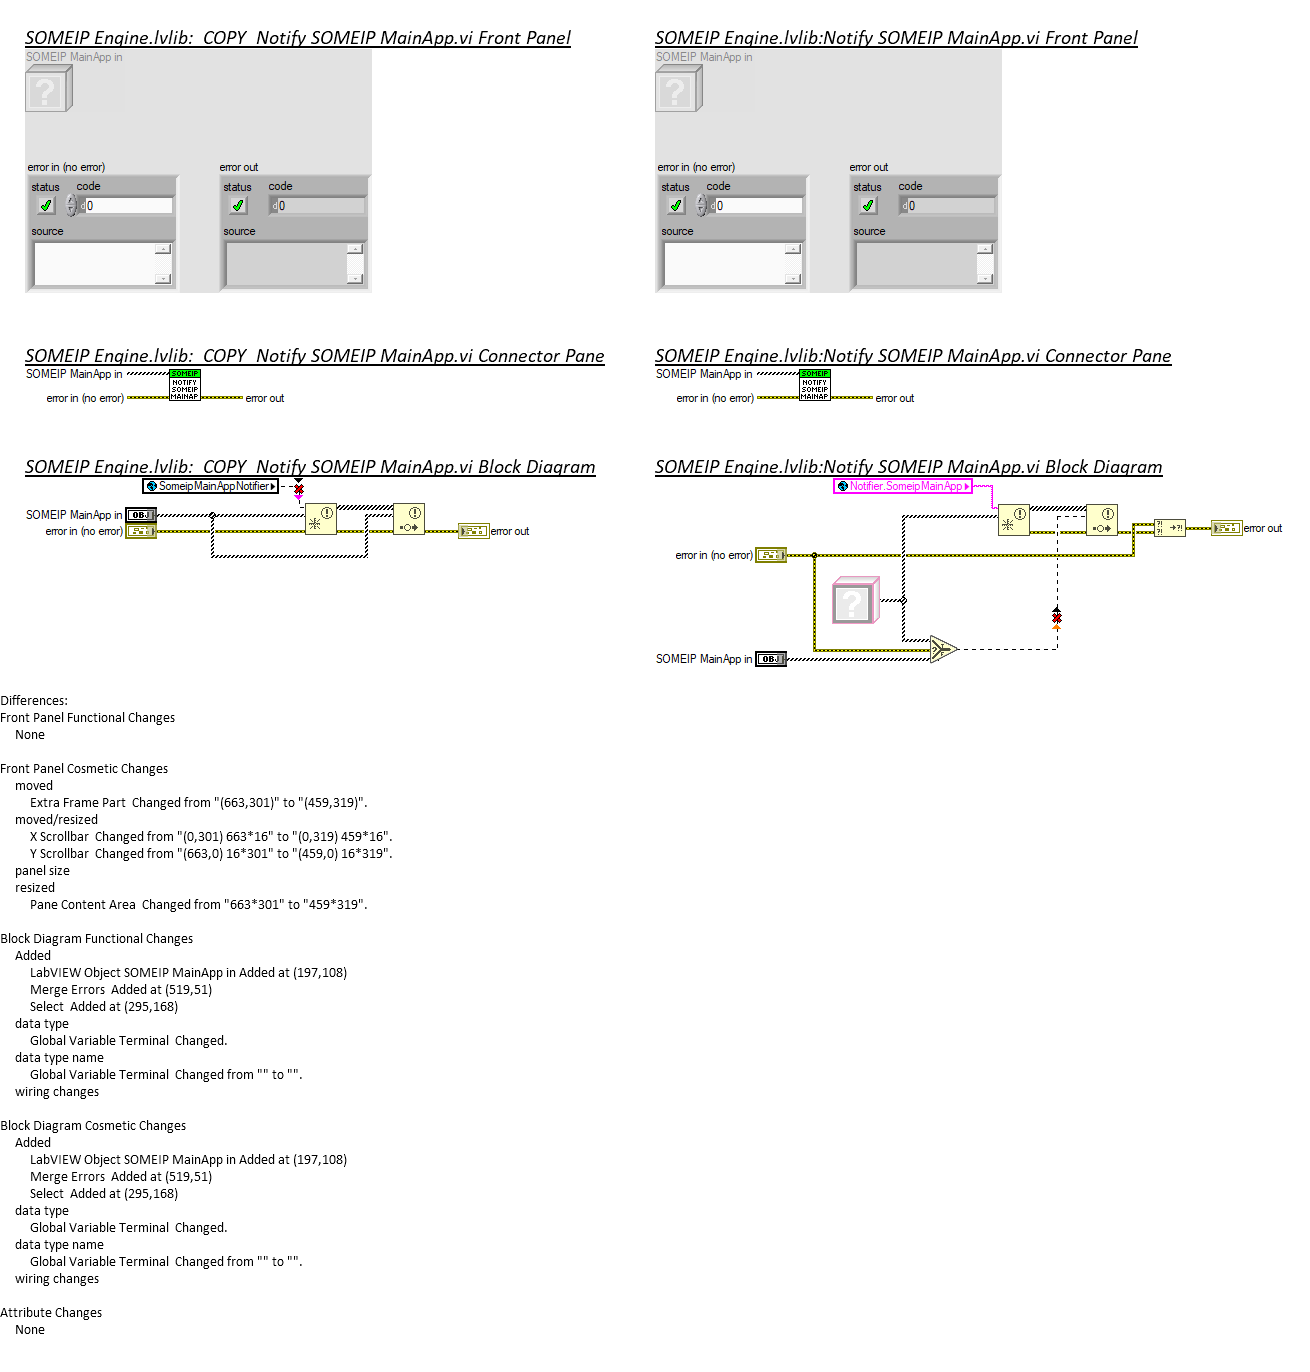 SOMEIP Engine.lvlib:_COPY_Notify SOMEIP MainApp.vi Front Panel
SOMEIP MainApp in
?
error in (no error)
error out
status
code
d0
source
status
code
d0
source
SOMEIP Engine.lvlib:Notify SOMEIP MainApp.vi Front Panel
SOMEIP MainApp in
?
error in (no error)
error out
status
code
d0
source
status
code
d0
source
SOMEIP Engine.lvlib:_COPY_Notify SOMEIP MainApp.vi Connector Pane
SOMEIP MainApp in
SOMEIP
NOTIFY
SOMEIP
MAINAP
error in (no error)
error out
SOMEIP Engine.lvlib:Notify SOMEIP MainApp.vi Connector Pane
SOMEIP MainApp in
SOMEIP
NOTIFY
SOMEIP
MAINAP
error in (no error)
error out
SOMEIP Engine.lvlib:_COPY_Notify SOMEIP MainApp.vi Block Diagram
SomeipMainAppNotifier
SOMEIP MainApp in
OBJ
error in (no error)
error out
SOMEIP Engine.lvlib:Notify SOMEIP MainApp.vi Block Diagram
Notifier.SomeipMainApp
error out
error in (no error)
?
SOMEIP MainApp in
OBJ
Differences:
Front Panel Functional Changes
None
Front Panel Cosmetic Changes
moved
Extra Frame Part  Changed from "(663,301)" to "(459,319)".
moved/resized
X Scrollbar  Changed from "(0,301) 663*16" to "(0,319) 459*16".
Y Scrollbar  Changed from "(663,0) 16*301" to "(459,0) 16*319".
panel size
resized
Pane Content Area  Changed from "663*301" to "459*319".
Block Diagram Functional Changes
Added
LabVIEW Object SOMEIP MainApp in Added at (197,108)
Merge Errors  Added at (519,51)
Select  Added at (295,168)
data type
Global Variable Terminal  Changed.
data type name
Global Variable Terminal  Changed from "" to "".
wiring changes
Block Diagram Cosmetic Changes
Added
LabVIEW Object SOMEIP MainApp in Added at (197,108)
Merge Errors  Added at (519,51)
Select  Added at (295,168)
data type
Global Variable Terminal  Changed.
data type name
Global Variable Terminal  Changed from "" to "".
wiring changes
Attribute Changes
None